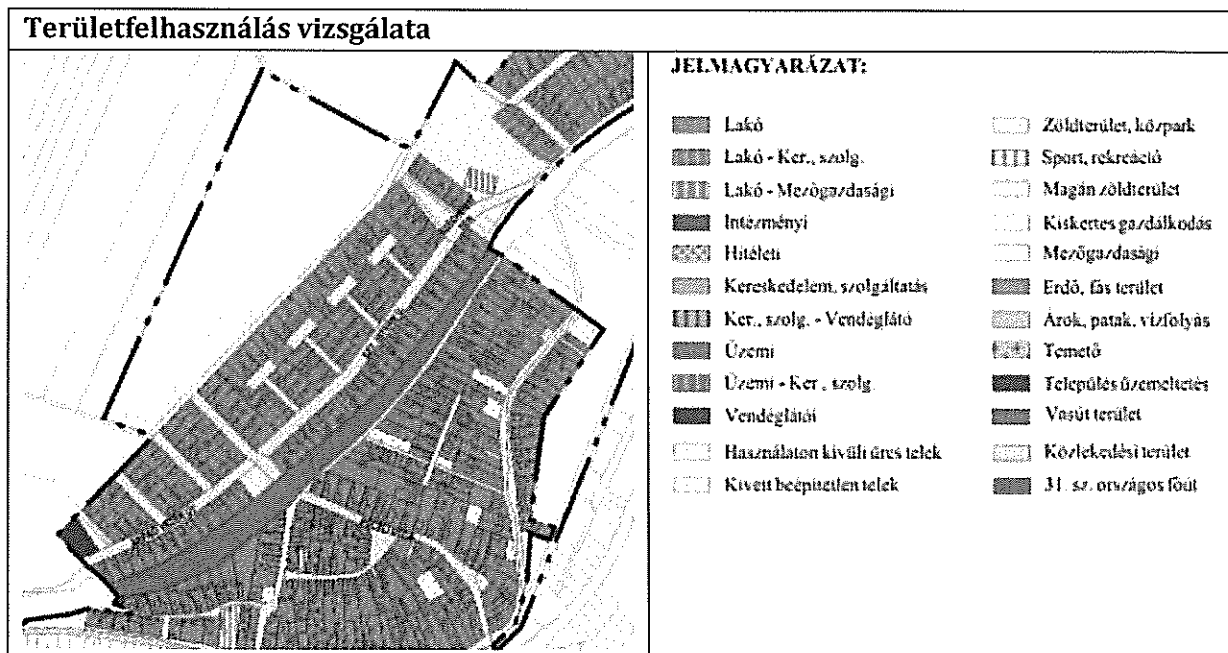 Területfelhasználás vizsgálata
JELMAGYARÁZAT:
Lakó
Lakó - Ker., szolg.
Lakó - Mezőgazdasági
Intézményi
Hitéleti
Kereskedelem, szolgáltatás
Ker., szolg. - Vendéglátó
Üzemi
Üzemi - Ker., szolg.
Vendéglátói
Használaton kívüli üres telek
Kivett beépítetlen telek
Zöldterület, közpark
Sport, rekreáció
Magán zöldterület
Kiskertes gazdálkodás
Mezőgazdasági
Erdő, fás terület
Árok, patak, vízfolyás
Temető
Település üzemeltetés
Vasút terület
Közlekedési terület
31. sz. országos főút